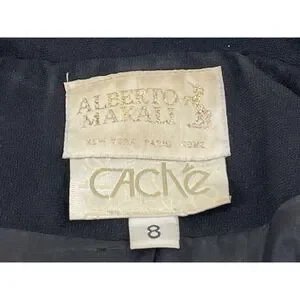 ALBERTO
MAKALI
NEW YORK PARIS ROME
CACHÉ
8